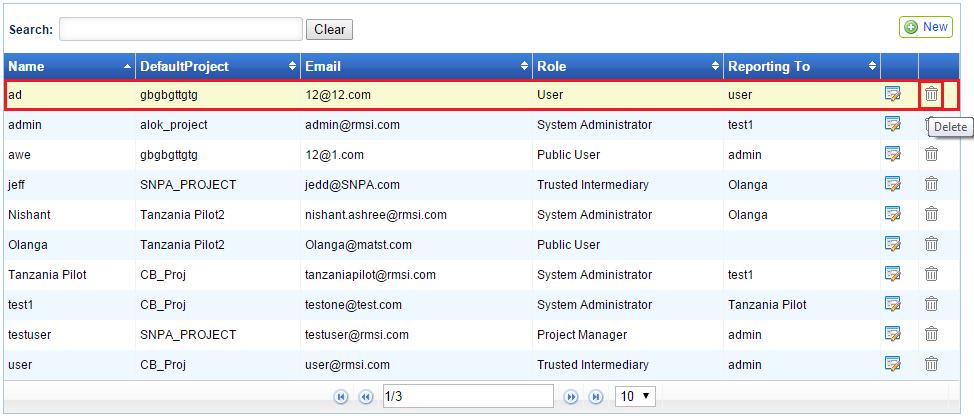 Search: Clear New
Name DefaultProject Email Role Reporting To
ad gbgbgttgtg 12@12.com User user
admin alok_project admin@rmsi.com System Administrator test1
Delete
awe gbgbgttgtg 12@1.com Public User admin
jeff SNPA_PROJECT jedd@SNPA.com Trusted Intermediary Olanga
Nishant Tanzania Pilot2 nishant.ashree@rmsi.com System Administrator Olanga
Olanga Tanzania Pilot2 Olanga@matst.com Public User
Tanzania Pilot CB_Proj tanzaniapilot@rmsi.com System Administrator test1
test1 CB_Proj testone@test.com System Administrator Tanzania Pilot
testuser SNPA_PROJECT testuser@rmsi.com Project Manager admin
user CB_Proj user@rmsi.com Trusted Intermediary admin
1/3 10